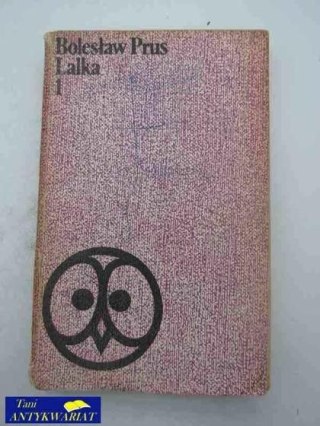 Bolesław Prus
Lalka
1
Tani
ANTYKWARIAT